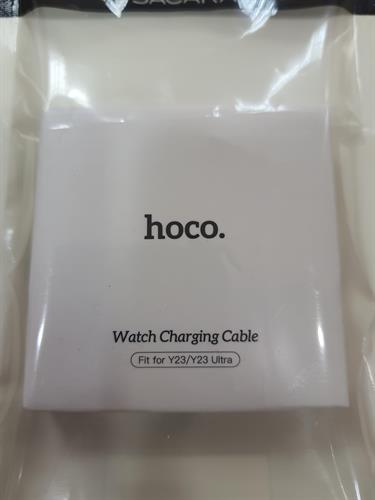 hoco.
Watch Charging Cable
Fit for Y23/Y23 Ultra